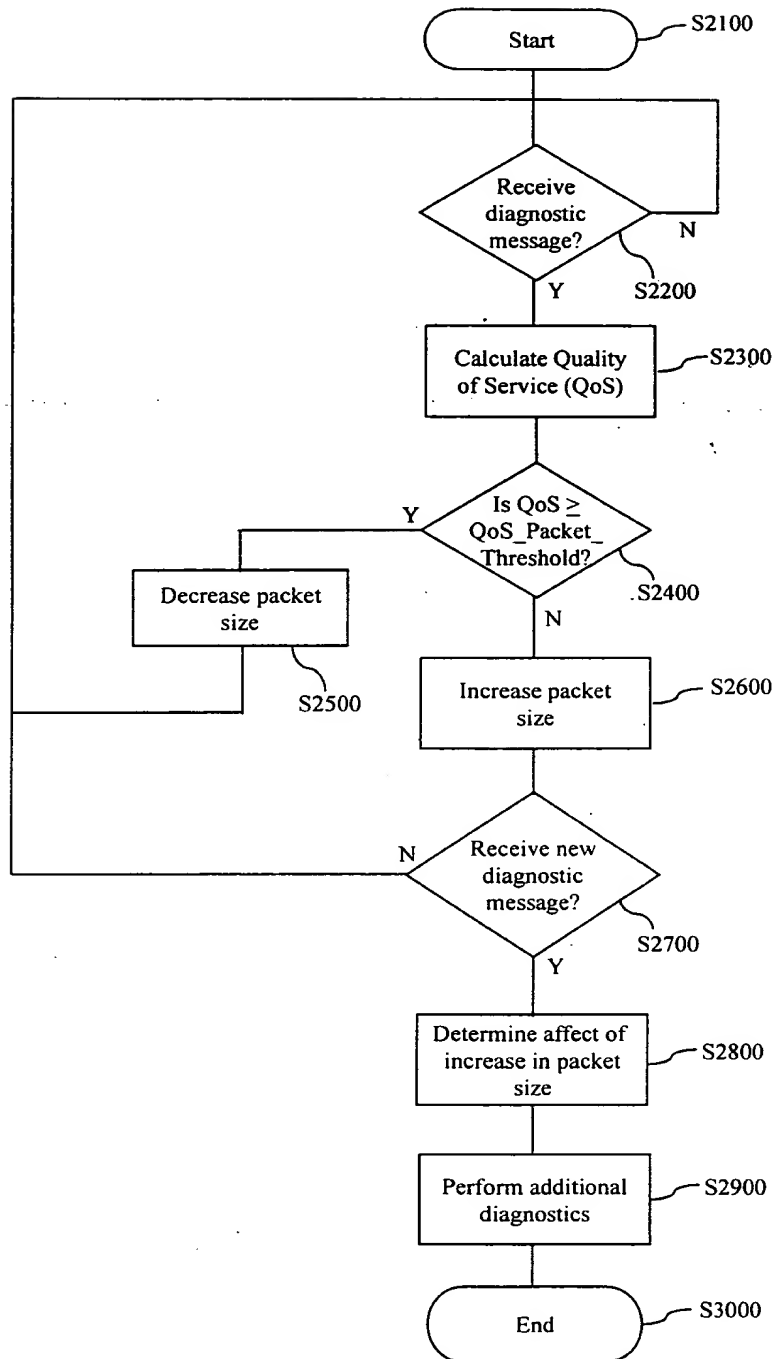 Start
S2100
Receive
diagnostic
message?
N
S2200
Y
Calculate Quality
of Service (QoS)
S2300
Is QoS ≥
QoS_Packet_
Threshold?
Y
S2400
N
Decrease packet
size
S2500
Increase packet
size
S2600
Receive new
diagnostic
message?
N
S2700
Y
Determine affect of
increase in packet
size
S2800
Perform additional
diagnostics
S2900
End
S3000